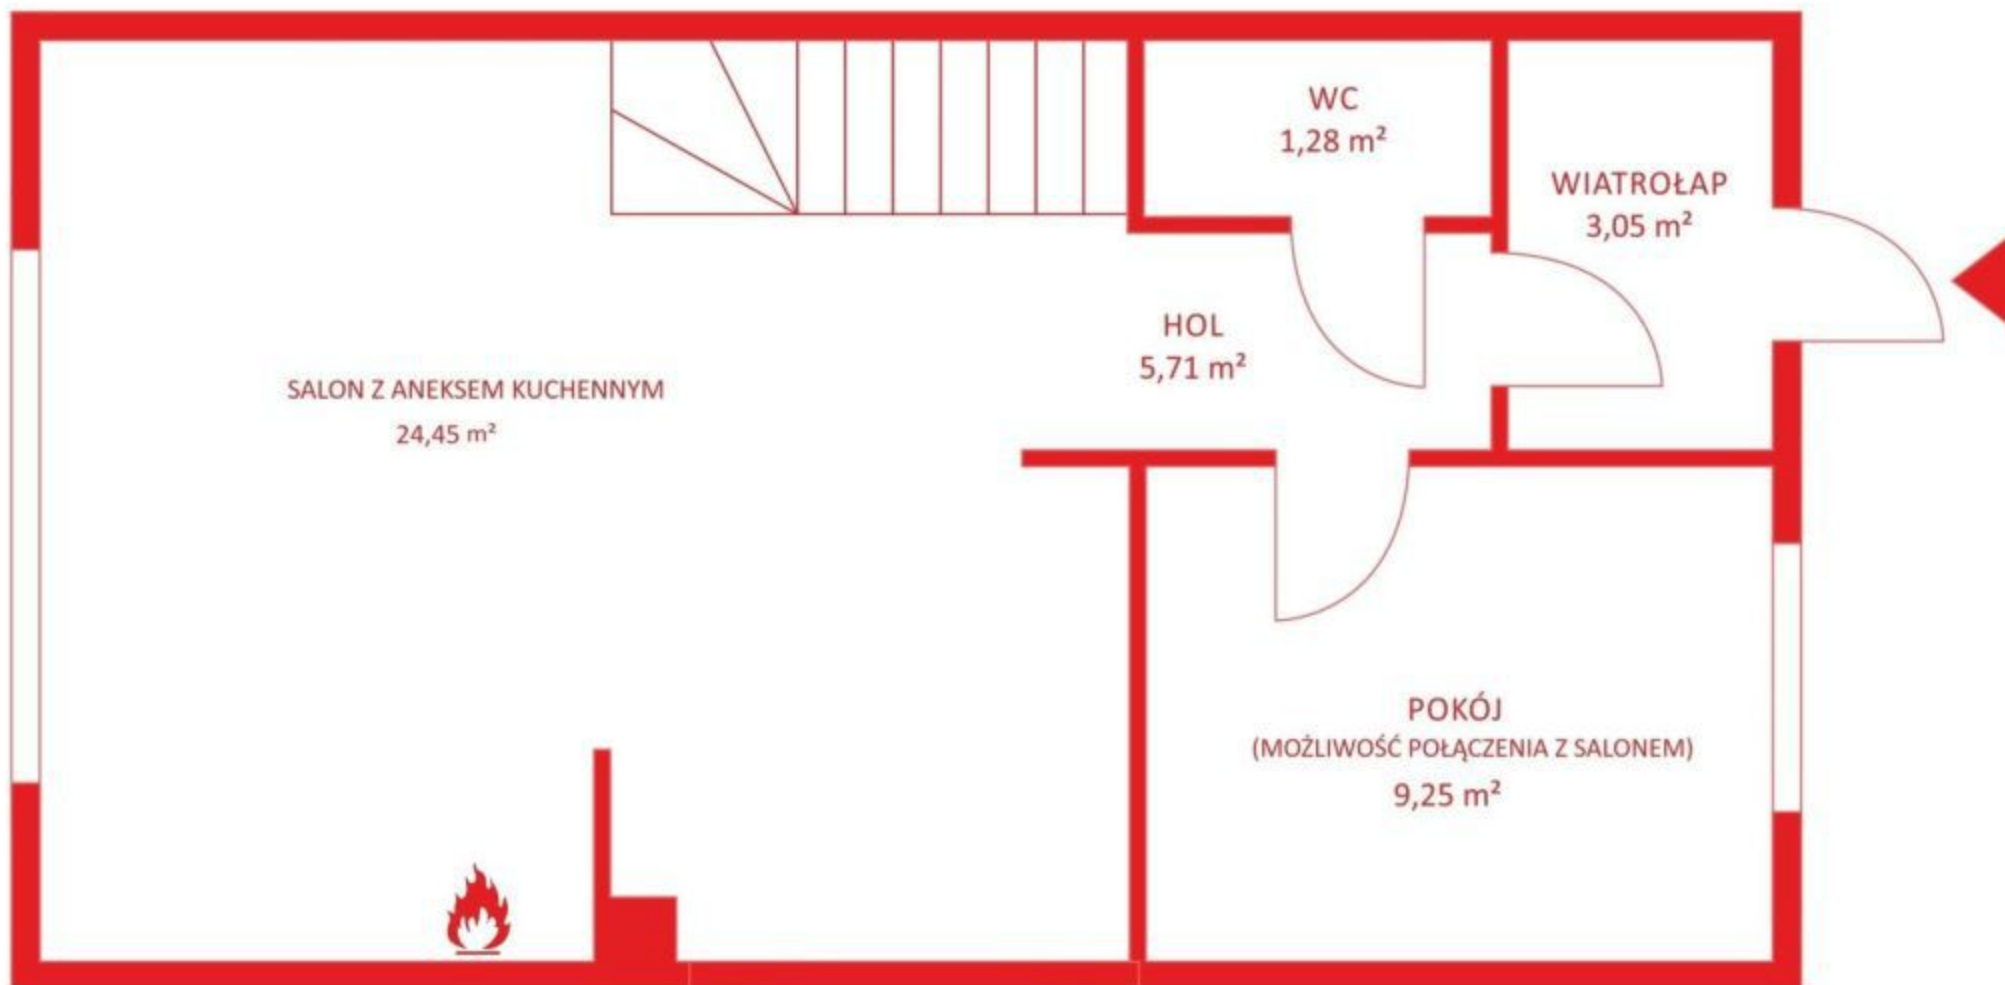 WC
1,28 m²
WIATROŁAP
3,05 m²
HOL
5,71 m²
SALON Z ANEKSEM KUCHENNYM
24,45 m²
POKÓJ
(MOŻLIWOŚĆ POŁĄCZENIA Z SALONEM)
9,25 m²